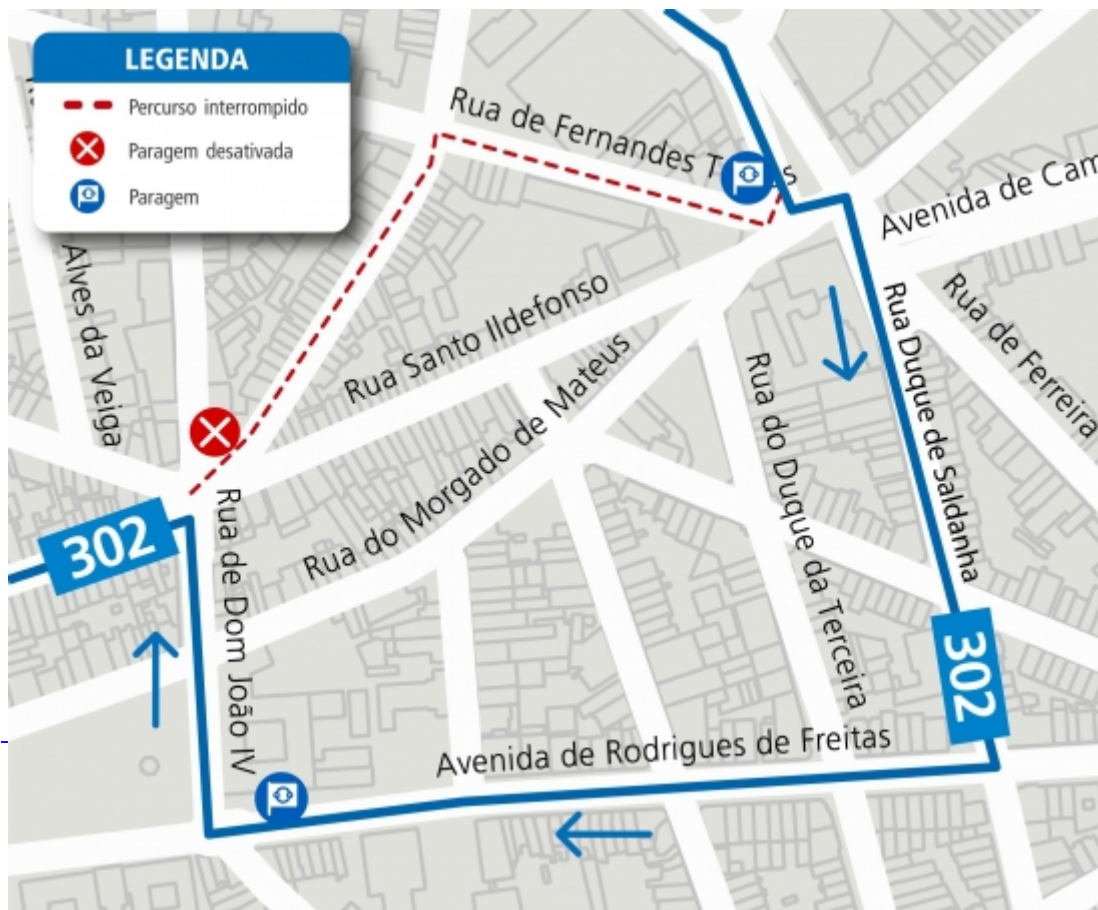 LEGENDA
Percurso interrompido
Paragem desativada
Paragem
Rua de Fernandes T
Avenida de Cam
Alves da Veiga
Rua Santo Ildefonso
Rua de Ferreira
Rua do Morgado de Mateus
Rua do Duque da Terceira
Rua Duque de Saldanha
302
Rua de Dom João IV
302
Avenida de Rodrigues de Freitas